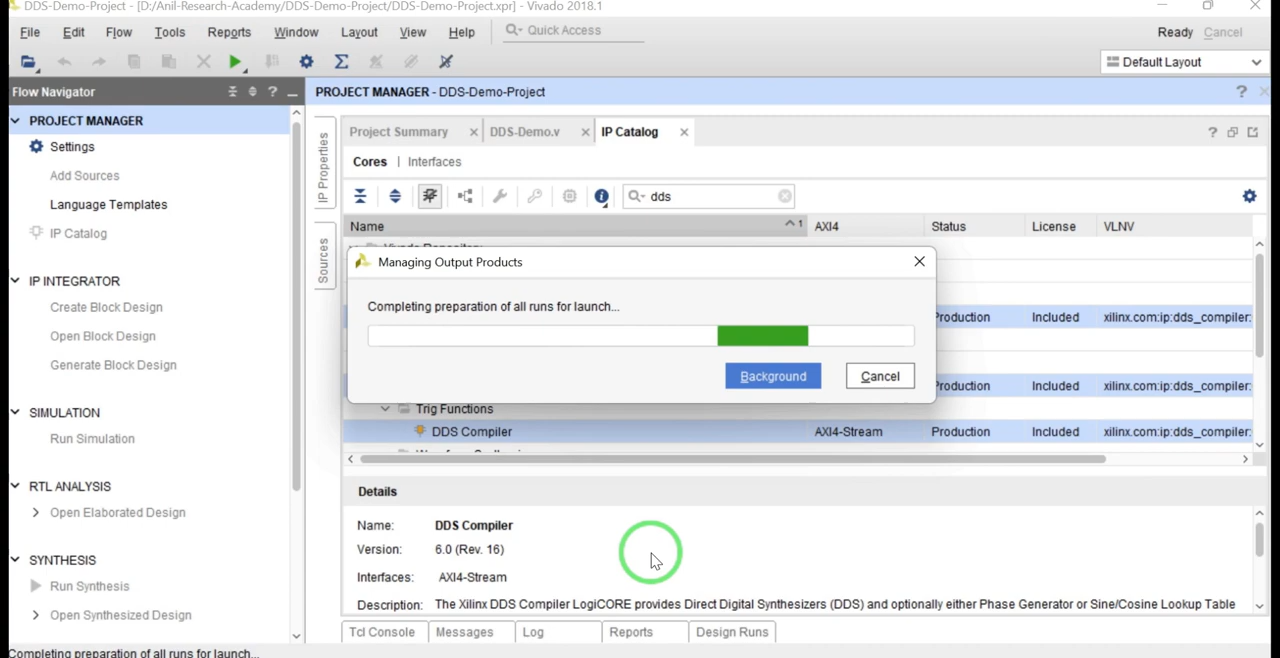 DDS-Demo-Project - [D:/Anil-Research-Academy/DDS-Demo-Project/DDS-Demo-Project.xpr] - Vivado 2018.1
File Edit Flow Tools Reports Window Layout View Help Quick Access Ready Cancel
Default Layout
Flow Navigator ? PROJECT MANAGER - DDS-Demo-Project ?
PROJECT MANAGER
Settings
Add Sources
Language Templates
IP Catalog
IP INTEGRATOR
Create Block Design
Open Block Design
Generate Block Design
SIMULATION
Run Simulation
RTL ANALYSIS
Open Elaborated Design
SYNTHESIS
Run Synthesis
Open Synthesized Design
IP Properties
Sources
Project Summary DDS-Demo.v IP Catalog ?
Cores | Interfaces
dds
Name 1 AXI4 Status License VLNV
Managing Output Products
Completing preparation of all runs for launch...
Background Cancel
Production Included xilinx.com:ip:dds_compiler:
Production Included xilinx.com:ip:dds_compiler:
Trig Functions
DDS Compiler AXI4-Stream Production Included xilinx.com:ip:dds_compiler:
Details
Name: DDS Compiler
Version: 6.0 (Rev. 16)
Interfaces: AXI4-Stream
Description: The Xilinx DDS Compiler LogiCORE provides Direct Digital Synthesizers (DDS) and optionally either Phase Generator or Sine/Cosine Lookup Table
Tcl Console Messages Log Reports Design Runs
Completing preparation of all runs for launch...